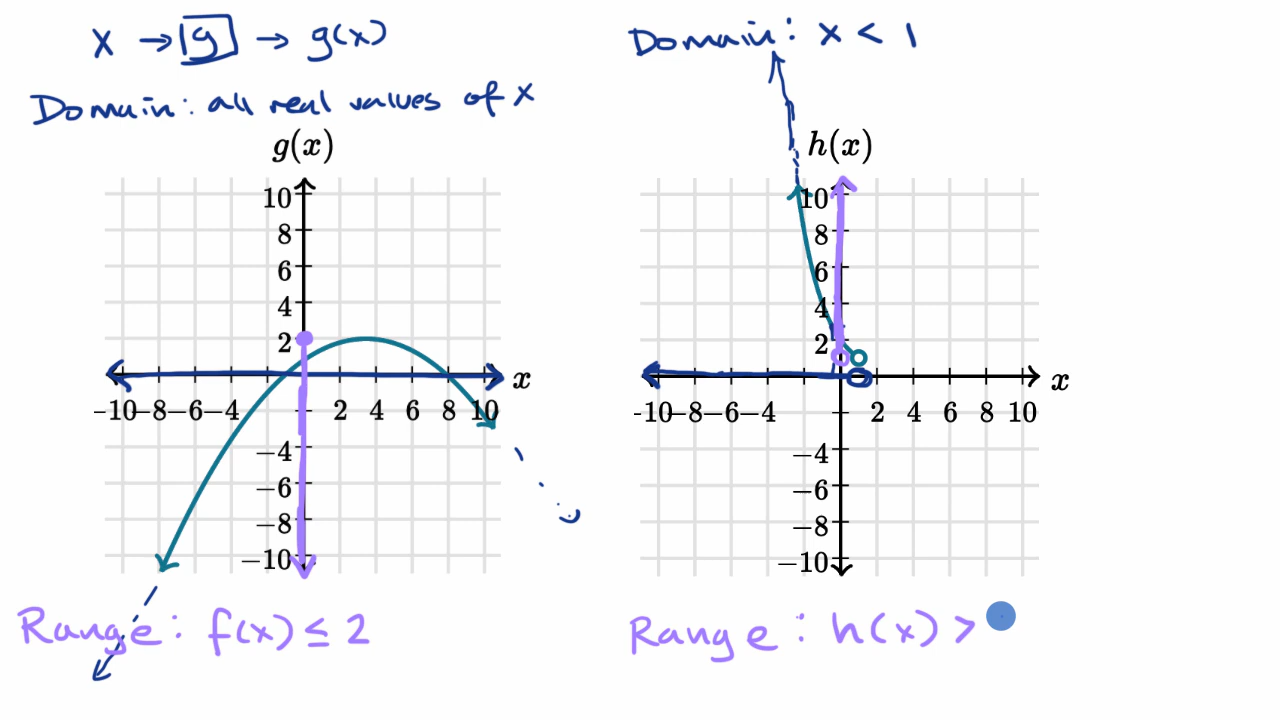 x → g → g(x)
Domain: all real values of x
g(x)
10
8
6
4
2
-10 -8 -6 -4 2 4 6 8 10
x
-4
-6
-8
-10
Range: f(x) ≤ 2
Domain: x < 1
h(x)
10
8
6
4
2
-10 -8 -6 -4 2 4 6 8 10
x
-4
-6
-8
-10
Range: h(x) >